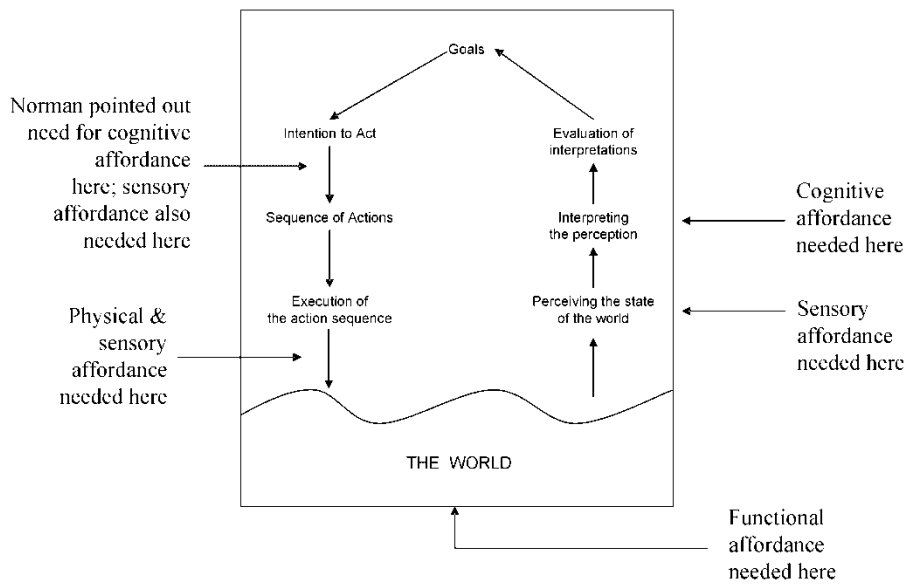 Goals
Norman pointed out
need for cognitive
affordance
here; sensory
affordance also
needed here
Intention to Act
Sequence of Actions
Execution of
the action sequence
Physical &
sensory
affordance
needed here
Evaluation of
interpretations
Interpreting
the perception
Perceiving the state
of the world
Cognitive
affordance
needed here
Sensory
affordance
needed here
THE WORLD
Functional
affordance
needed here